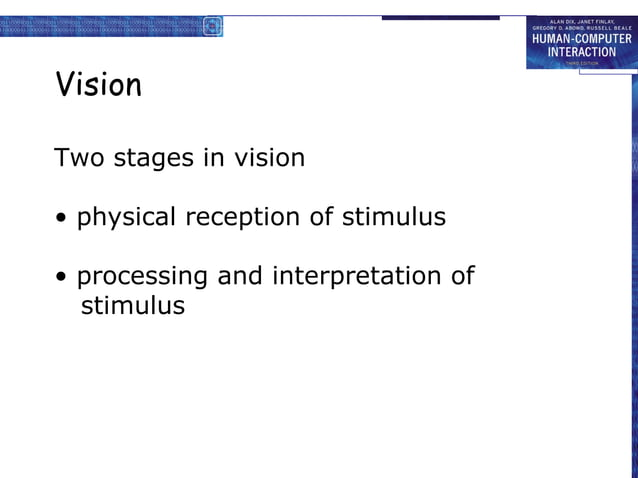 ALAN DIX, JANET FINLAY,
GREGORY D. ABOWD, RUSSELL BEALE
HUMAN-COMPUTER
INTERACTION
THIRD EDITION
Vision
Two stages in vision
• physical reception of stimulus
• processing and interpretation of
stimulus